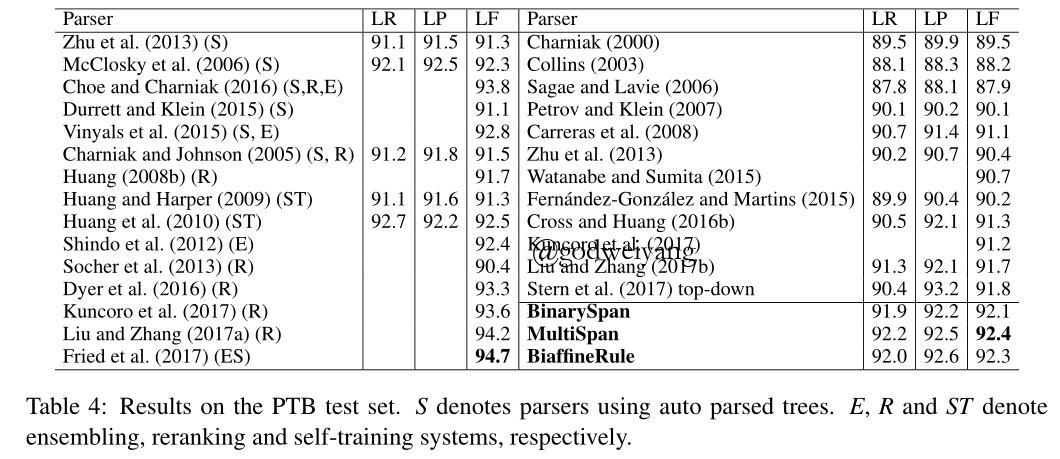 Parser LR LP LF Parser LR LP LF
Zhu et al. (2013) (S) 91.1 91.5 91.3 Charniak (2000) 89.5 89.9 89.5
McClosky et al. (2006) (S) 92.1 92.5 92.3 Collins (2003) 88.1 88.3 88.2
Choe and Charniak (2016) (S,R,E) 93.8 Sagae and Lavie (2006) 87.8 88.1 87.9
Durrett and Klein (2015) (S) 91.1 Petrov and Klein (2007) 90.1 90.2 90.1
Vinyals et al. (2015) (S, E) 92.8 Carreras et al. (2008) 90.7 91.4 91.1
Charniak and Johnson (2005) (S, R) 91.2 91.8 91.5 Zhu et al. (2013) 90.2 90.7 90.4
Huang (2008b) (R) 91.7 Watanabe and Sumita (2015) 90.7
Huang and Harper (2009) (ST) 91.1 91.6 91.3 Fernández-González and Martins (2015) 89.9 90.4 90.2
Huang et al. (2010) (ST) 92.7 92.2 92.5 Cross and Huang (2016b) 90.5 92.1 91.3
Shindo et al. (2012) (E) 92.4 Kuncoro et al. (2017) 91.2
@godweiyang
Socher et al. (2013) (R) 90.4 Liu and Zhang (2017b) 91.3 92.1 91.7
Dyer et al. (2016) (R) 93.3 Stern et al. (2017) top-down 90.4 93.2 91.8
Kuncoro et al. (2017) (R) 93.6 BinarySpan 91.9 92.2 92.1
Liu and Zhang (2017a) (R) 94.2 MultiSpan 92.2 92.5 92.4
Fried et al. (2017) (ES) 94.7 BiaffineRule 92.0 92.6 92.3
Table 4: Results on the PTB test set. S denotes parsers using auto parsed trees. E, R and ST denote
ensembling, reranking and self-training systems, respectively.